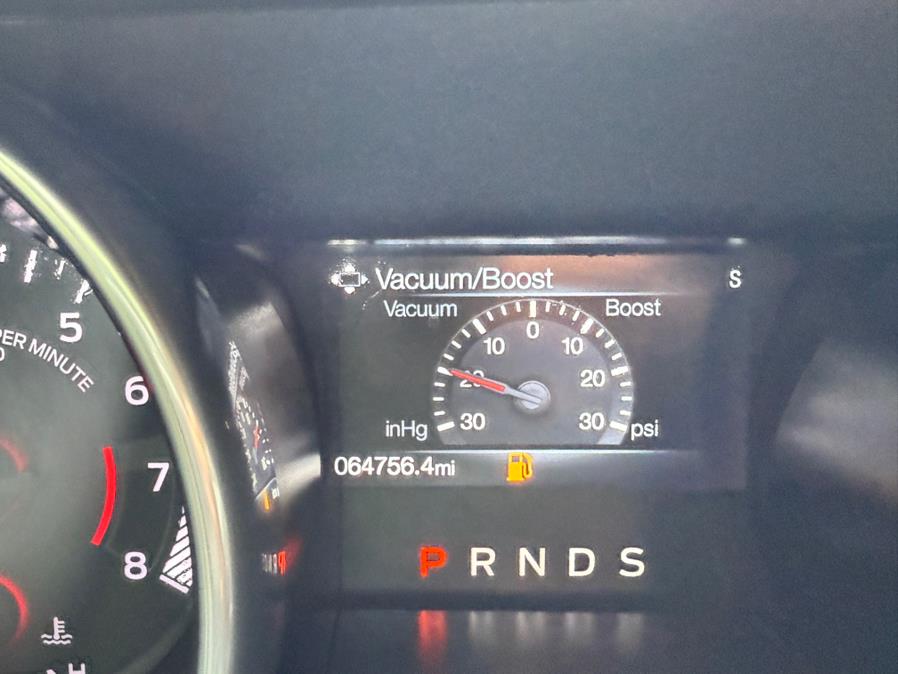 Vacuum/Boost S
Vacuum Boost
0
10 10
20 20
30 30
inHg psi
064756.4mi
P R N D S
5
PER MINUTE
6
7
8
H